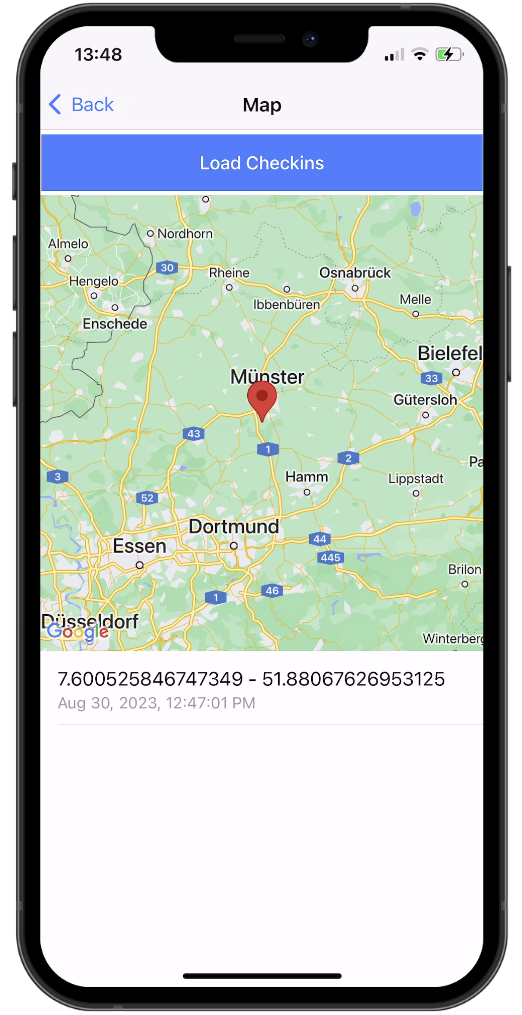 13:48
Back
Map
Load Checkins
Nordhorn
Almelo
30
Rheine
Osnabrück
Hengelo
Ibbenbüren
Melle
Enschede
Bielefel
Münster
33
Gütersloh
43
1
2
Pa
3
Hamm
Lippstadt
52
Dortmund
44
Essen
445
Brilon
1
46
Düsseldorf
Google
Winterberg
7.600525846747349 - 51.88067626953125
Aug 30, 2023, 12:47:01 PM